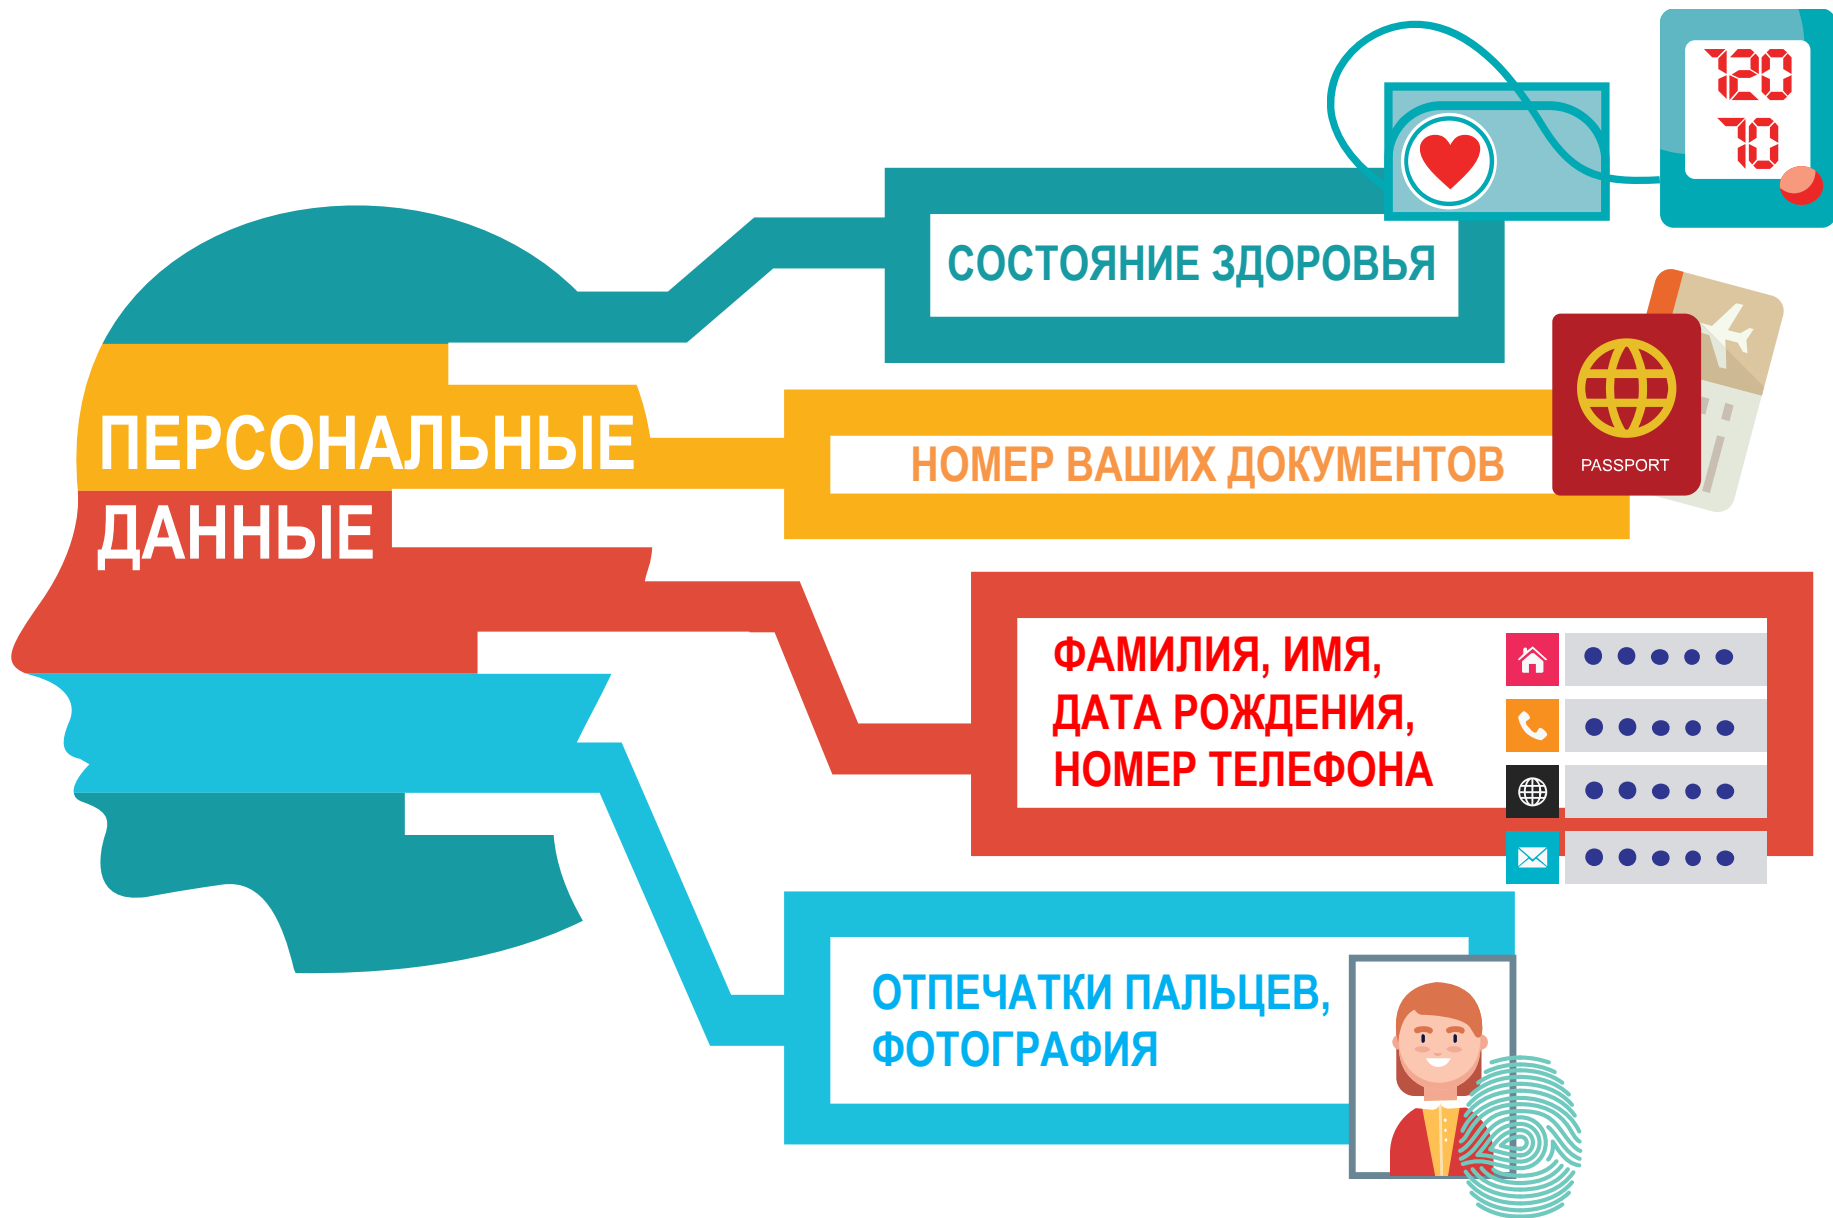 120
70
СОСТОЯНИЕ ЗДОРОВЬЯ
ПЕРСОНАЛЬНЫЕ
ДАННЫЕ
НОМЕР ВАШИХ ДОКУМЕНТОВ
PASSPORT
ФАМИЛИЯ, ИМЯ,
ДАТА РОЖДЕНИЯ,
НОМЕР ТЕЛЕФОНА
ОТПЕЧАТКИ ПАЛЬЦЕВ,
ФОТОГРАФИЯ